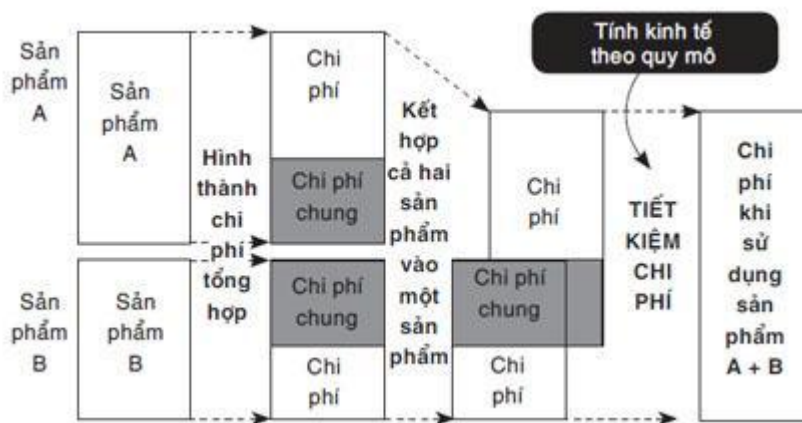 Tính kinh tế
theo quy mô
Sản
phẩm
A
Sản
phẩm
A
Hình
thành
chi
phí
tổng
hợp
Chi
phí
Chi phí
chung
Kết
hợp
cả hai
sản
phẩm
vào
một
sản
phẩm
Chi
phí
TIẾT
KIỆM
CHI
PHÍ
Chi
phí
khi
sử
dụng
sản
phẩm
A + B
Sản
phẩm
B
Sản
phẩm
B
Chi phí
chung
Chi
phí
Chi phí
chung
Chi
phí